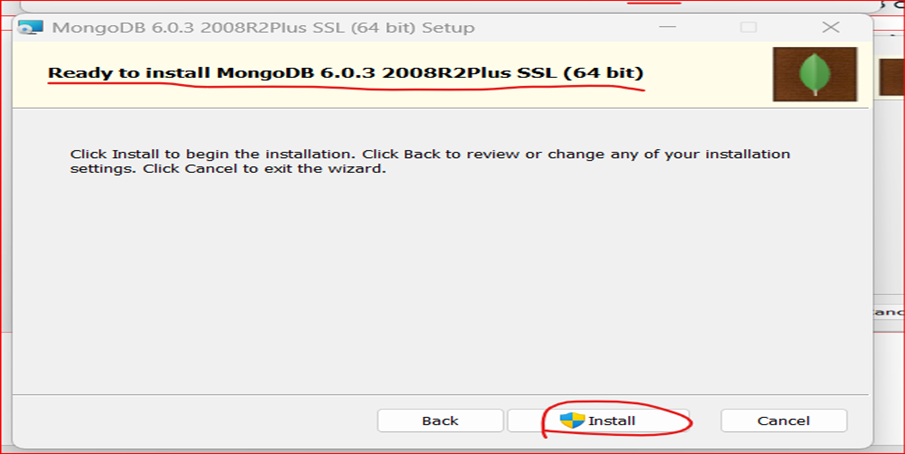 MongoDB 6.0.3 2008R2Plus SSL (64 bit) Setup
Ready to install MongoDB 6.0.3 2008R2Plus SSL (64 bit)
Click Install to begin the installation. Click Back to review or change any of your installation
settings. Click Cancel to exit the wizard.
Back
Install
Cancel